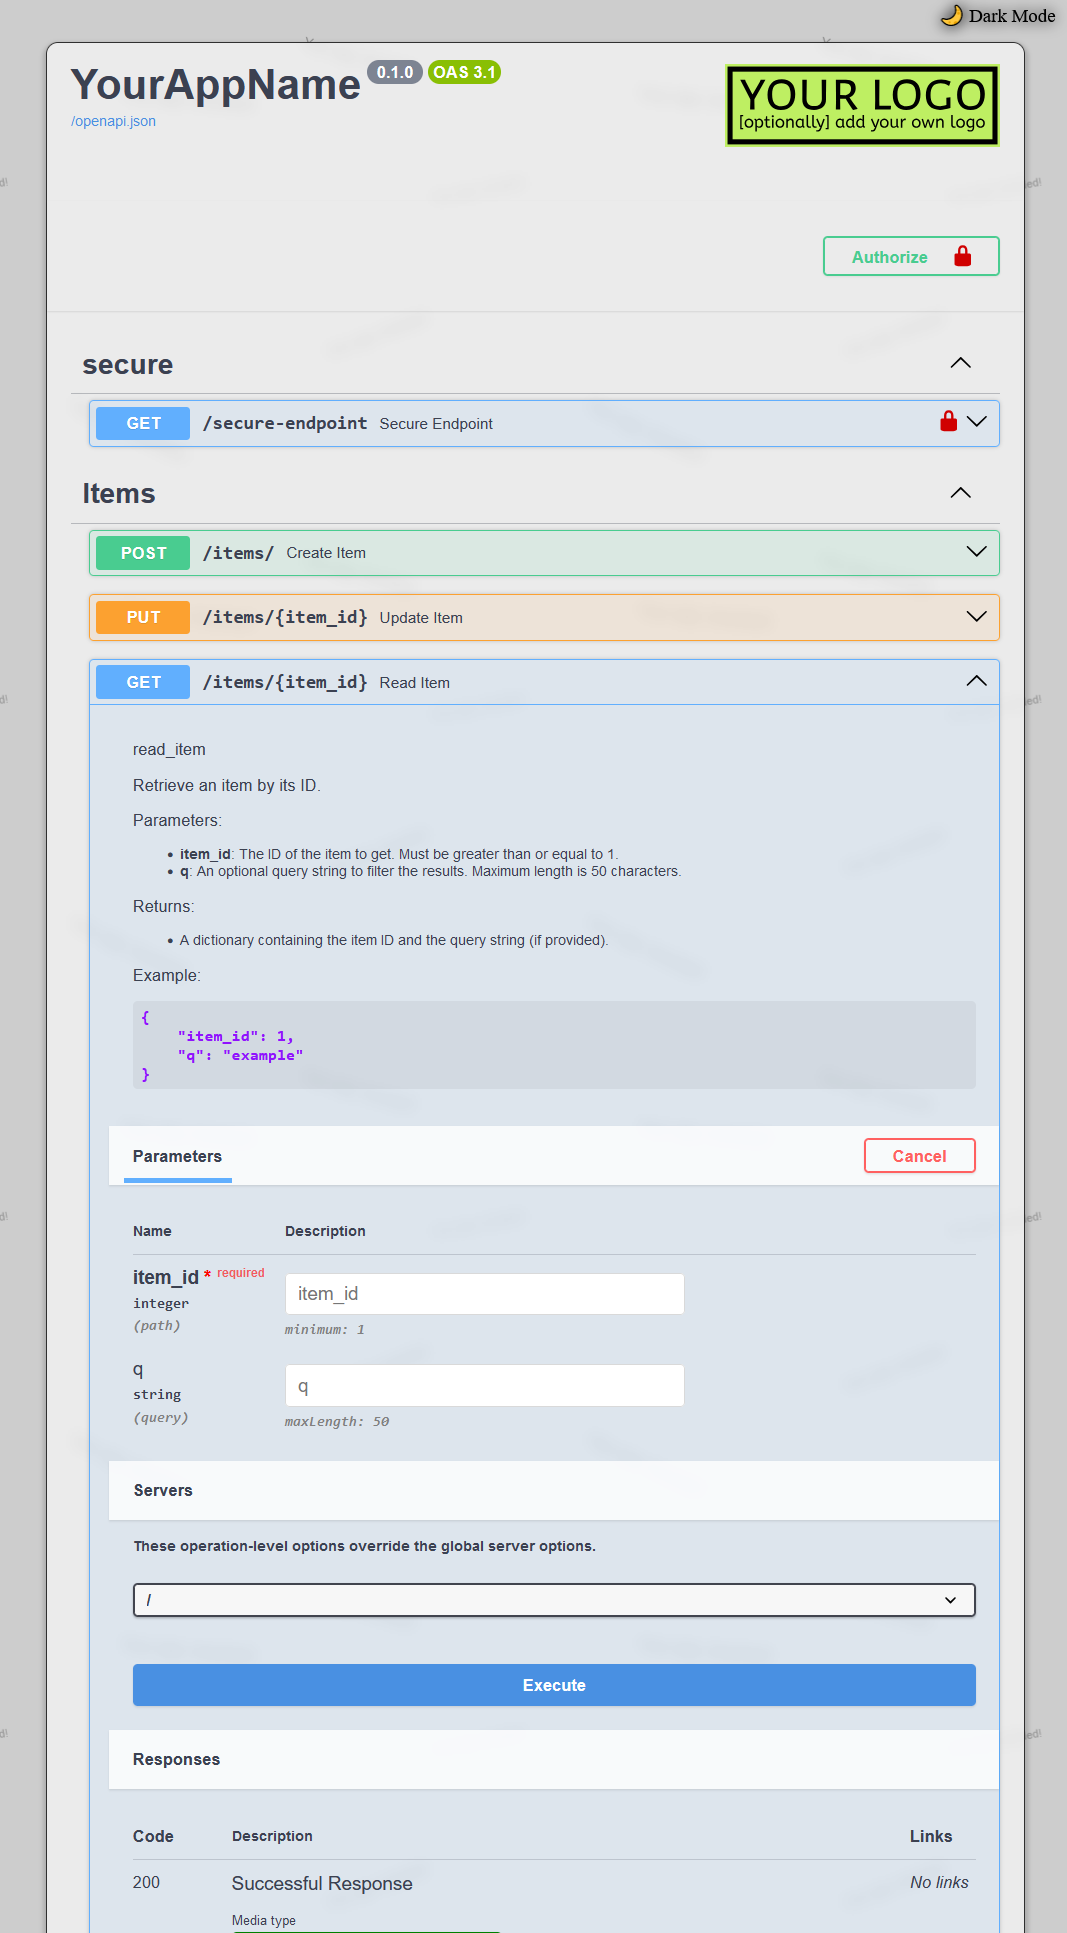 🌙 Dark Mode
YourAppName 0.1.0 OAS 3.1
/openapi.json
YOUR LOGO
[optionally] add your own logo
Authorize
secure
GET /secure-endpoint Secure Endpoint
Items
POST /items/ Create Item
PUT /items/{item_id} Update Item
GET /items/{item_id} Read Item
read_item
Retrieve an item by its ID.
Parameters:
• item_id: The ID of the item to get. Must be greater than or equal to 1.
• q: An optional query string to filter the results. Maximum length is 50 characters.
Returns:
• A dictionary containing the item ID and the query string (if provided).
Example:
{
    "item_id": 1,
    "q": "example"
}
Parameters
Cancel
Name Description
item_id * required
integer
(path)
item_id
minimum: 1
q
string
(query)
q
maxLength: 50
Servers
These operation-level options override the global server options.
/
Execute
Responses
Code Description Links
200 Successful Response No links
Media type